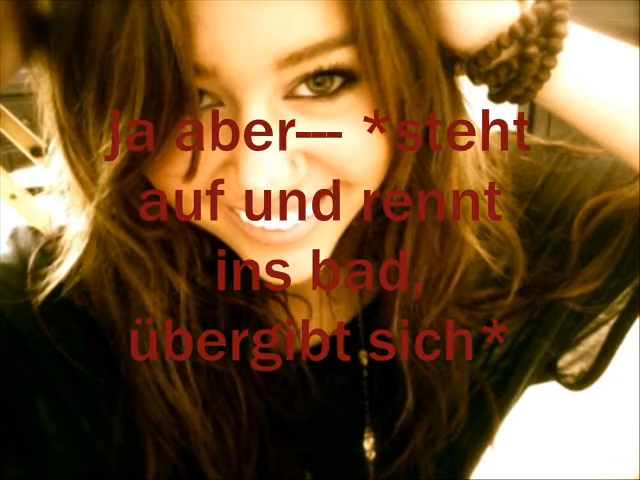 ja aber--- *steht
auf und rennt
ins bad,
übergibt sich*